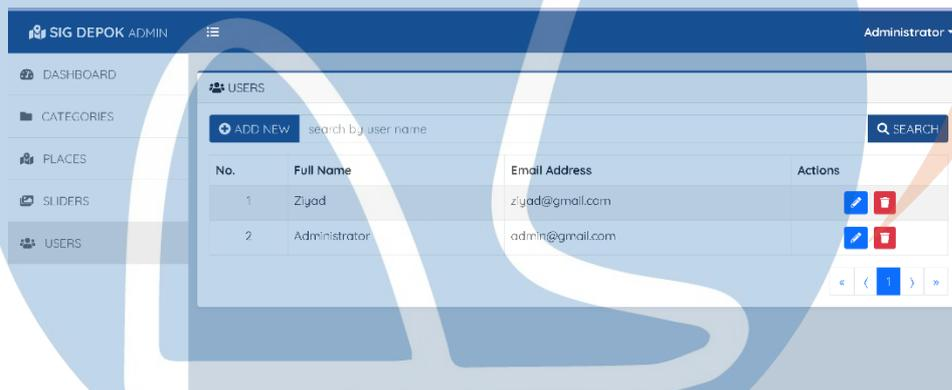 SIG DEPOK ADMIN
Administrator
DASHBOARD
CATEGORIES
PLACES
SLIDERS
USERS
USERS
ADD NEW search by user name SEARCH
No. Full Name Email Address Actions
1 Ziyad ziyad@gmail.com
2 Administrator admin@gmail.com
« ⟨ 1 ⟩ »